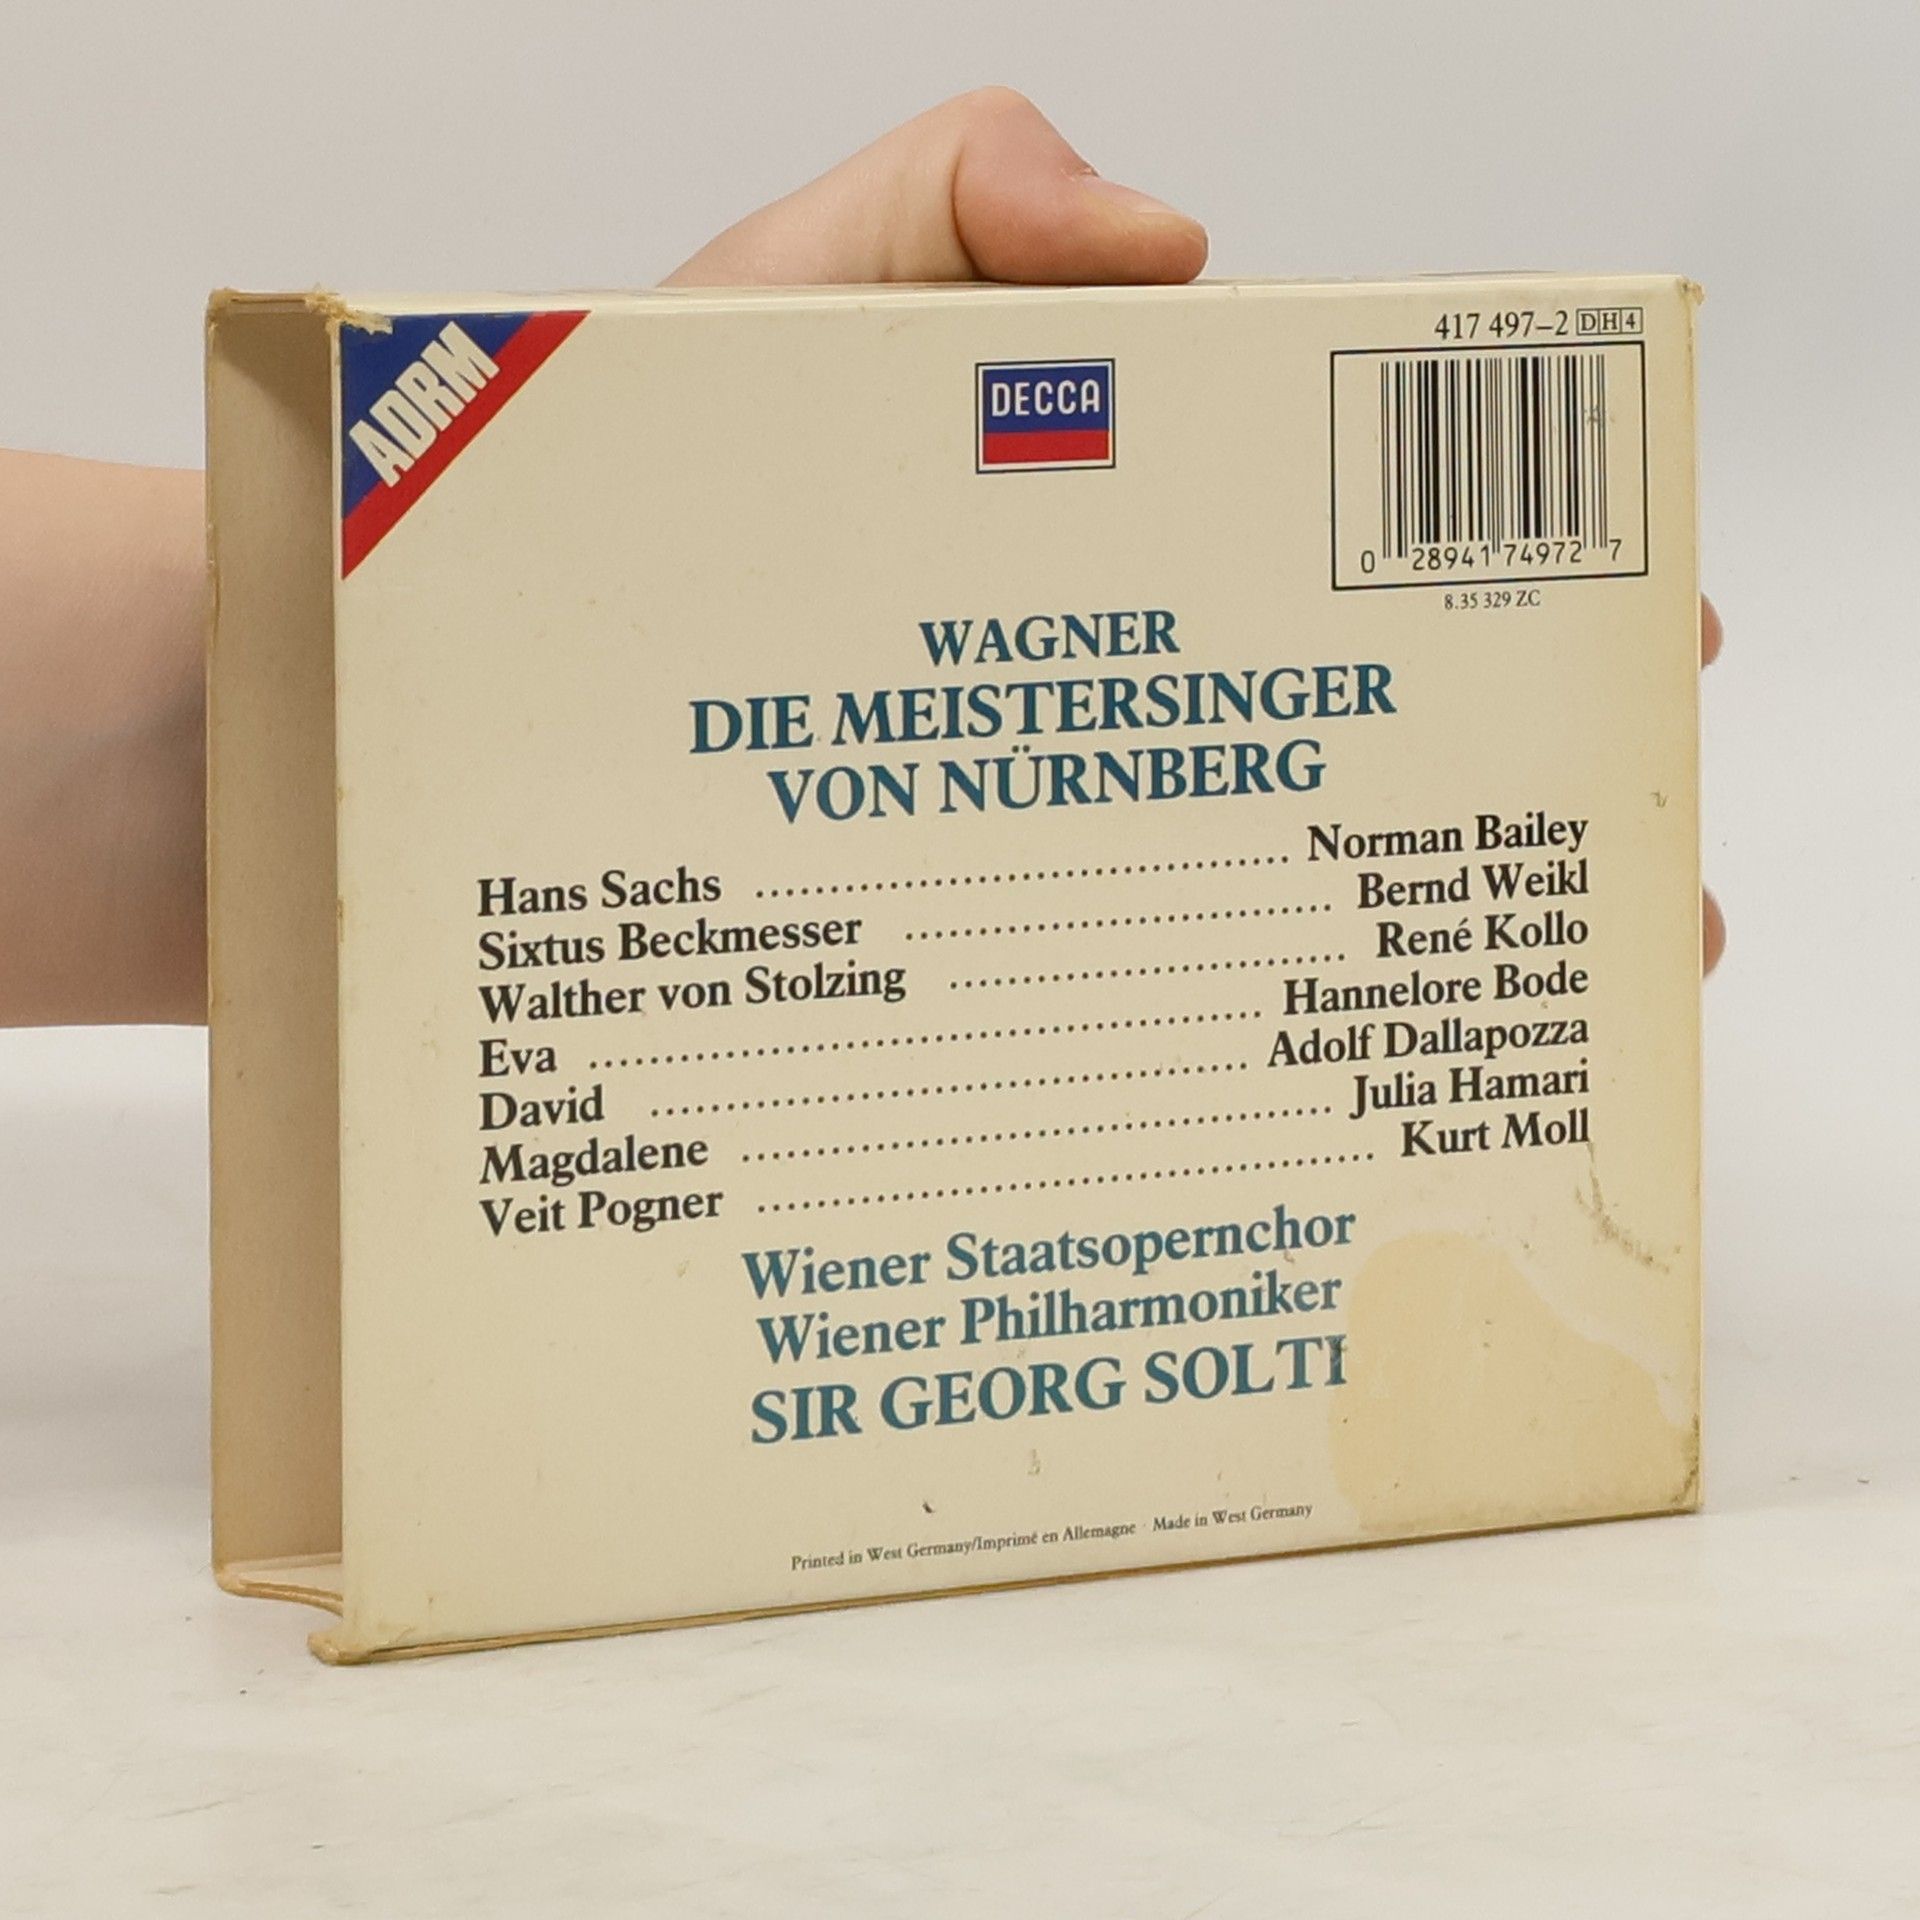 ADRM
DECCA
417 497–2 DH4
0 28941 74972 7
8.35 329 ZC
WAGNER
DIE MEISTERSINGER
VON NÜRNBERG
Hans Sachs .................................... Norman Bailey
Sixtus Beckmesser .............................. Bernd Weikl
Walther von Stolzing ............................ René Kollo
Eva ............................................. Hannelore Bode
David .......................................... Adolf Dallapozza
Magdalene ........................................ Julia Hamari
Veit Pogner .......................................... Kurt Moll
Wiener Staatsopernchor
Wiener Philharmoniker
SIR GEORG SOLTI
Printed in West Germany/Imprimé en Allemagne · Made in West Germany